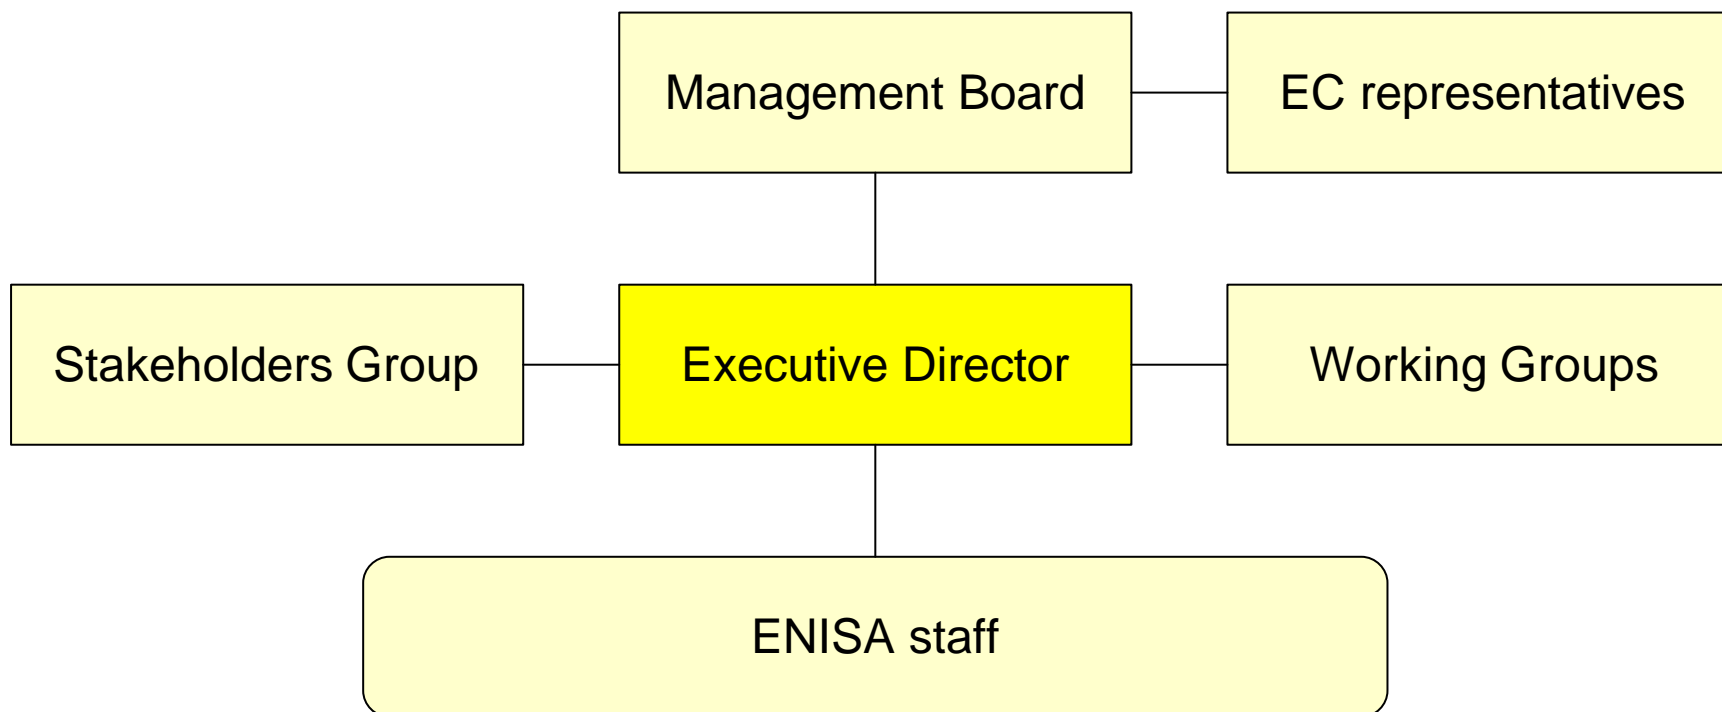 Management Board
EC representatives
Stakeholders Group
Executive Director
Working Groups
ENISA staff